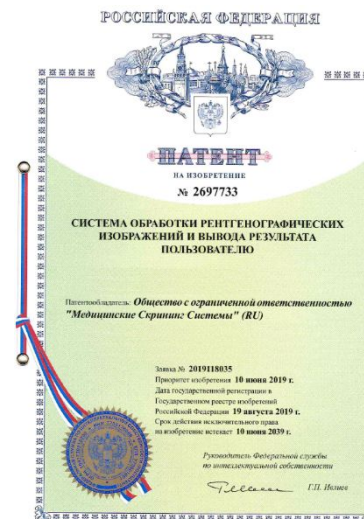 РОССИЙСКАЯ ФЕДЕРАЦИЯ
ПАТЕНТ
НА ИЗОБРЕТЕНИЕ
№ 2697733
СИСТЕМА ОБРАБОТКИ РЕНТГЕНОГРАФИЧЕСКИХ
ИЗОБРАЖЕНИЙ И ВЫВОДА РЕЗУЛЬТАТА
ПОЛЬЗОВАТЕЛЮ
Патентообладатель: Общество с ограниченной ответственностью
"Медицинские Скрининг Системы" (RU)
Заявка № 2019118035
Приоритет изобретения 10 июня 2019 г.
Дата государственной регистрации в
Государственном реестре изобретений
Российской Федерации 19 августа 2019 г.
Срок действия исключительного права
на изобретение истекает 10 июня 2039 г.
Руководитель Федеральной службы
по интеллектуальной собственности
Г.П. Ивлиев